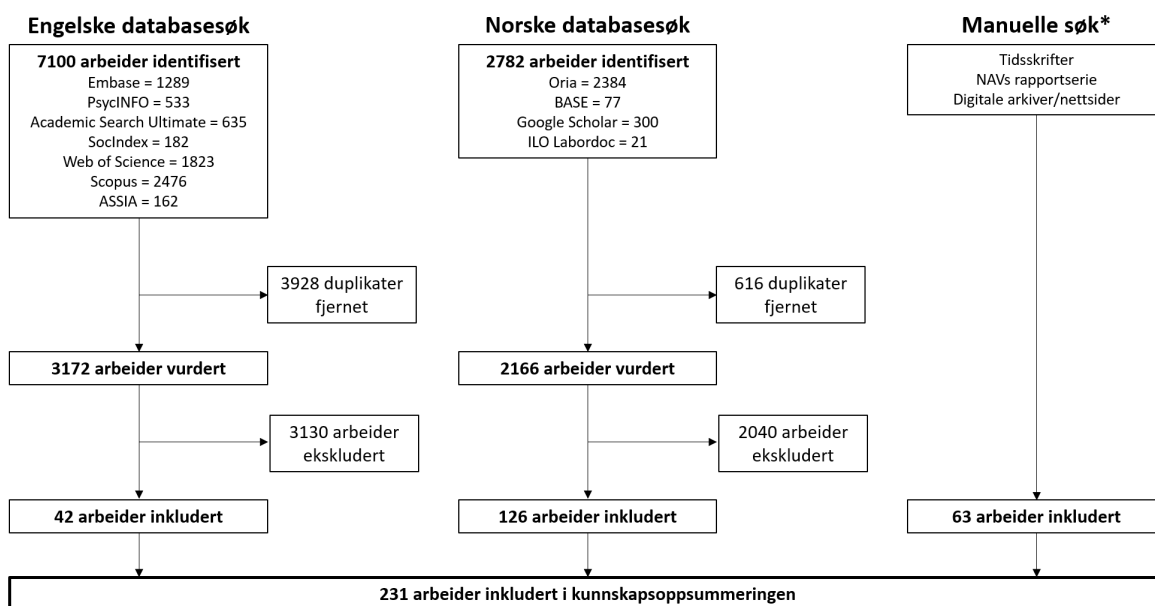 Engelske databasesøk
7100 arbeider identifisert
Embase = 1289
PsycINFO = 533
Academic Search Ultimate = 635
SocIndex = 182
Web of Science = 1823
Scopus = 2476
ASSIA = 162
3928 duplikater
fjernet
3172 arbeider vurdert
3130 arbeider
ekskludert
42 arbeider inkludert
Norske databasesøk
2782 arbeider identifisert
Oria = 2384
BASE = 77
Google Scholar = 300
ILO Labordoc = 21
616 duplikater
fjernet
2166 arbeider vurdert
2040 arbeider
ekskludert
126 arbeider inkludert
Manuelle søk*
Tidsskrifter
NAVs rapportserie
Digitale arkiver/nettsider
63 arbeider inkludert
231 arbeider inkludert i kunnskapsoppsummeringen